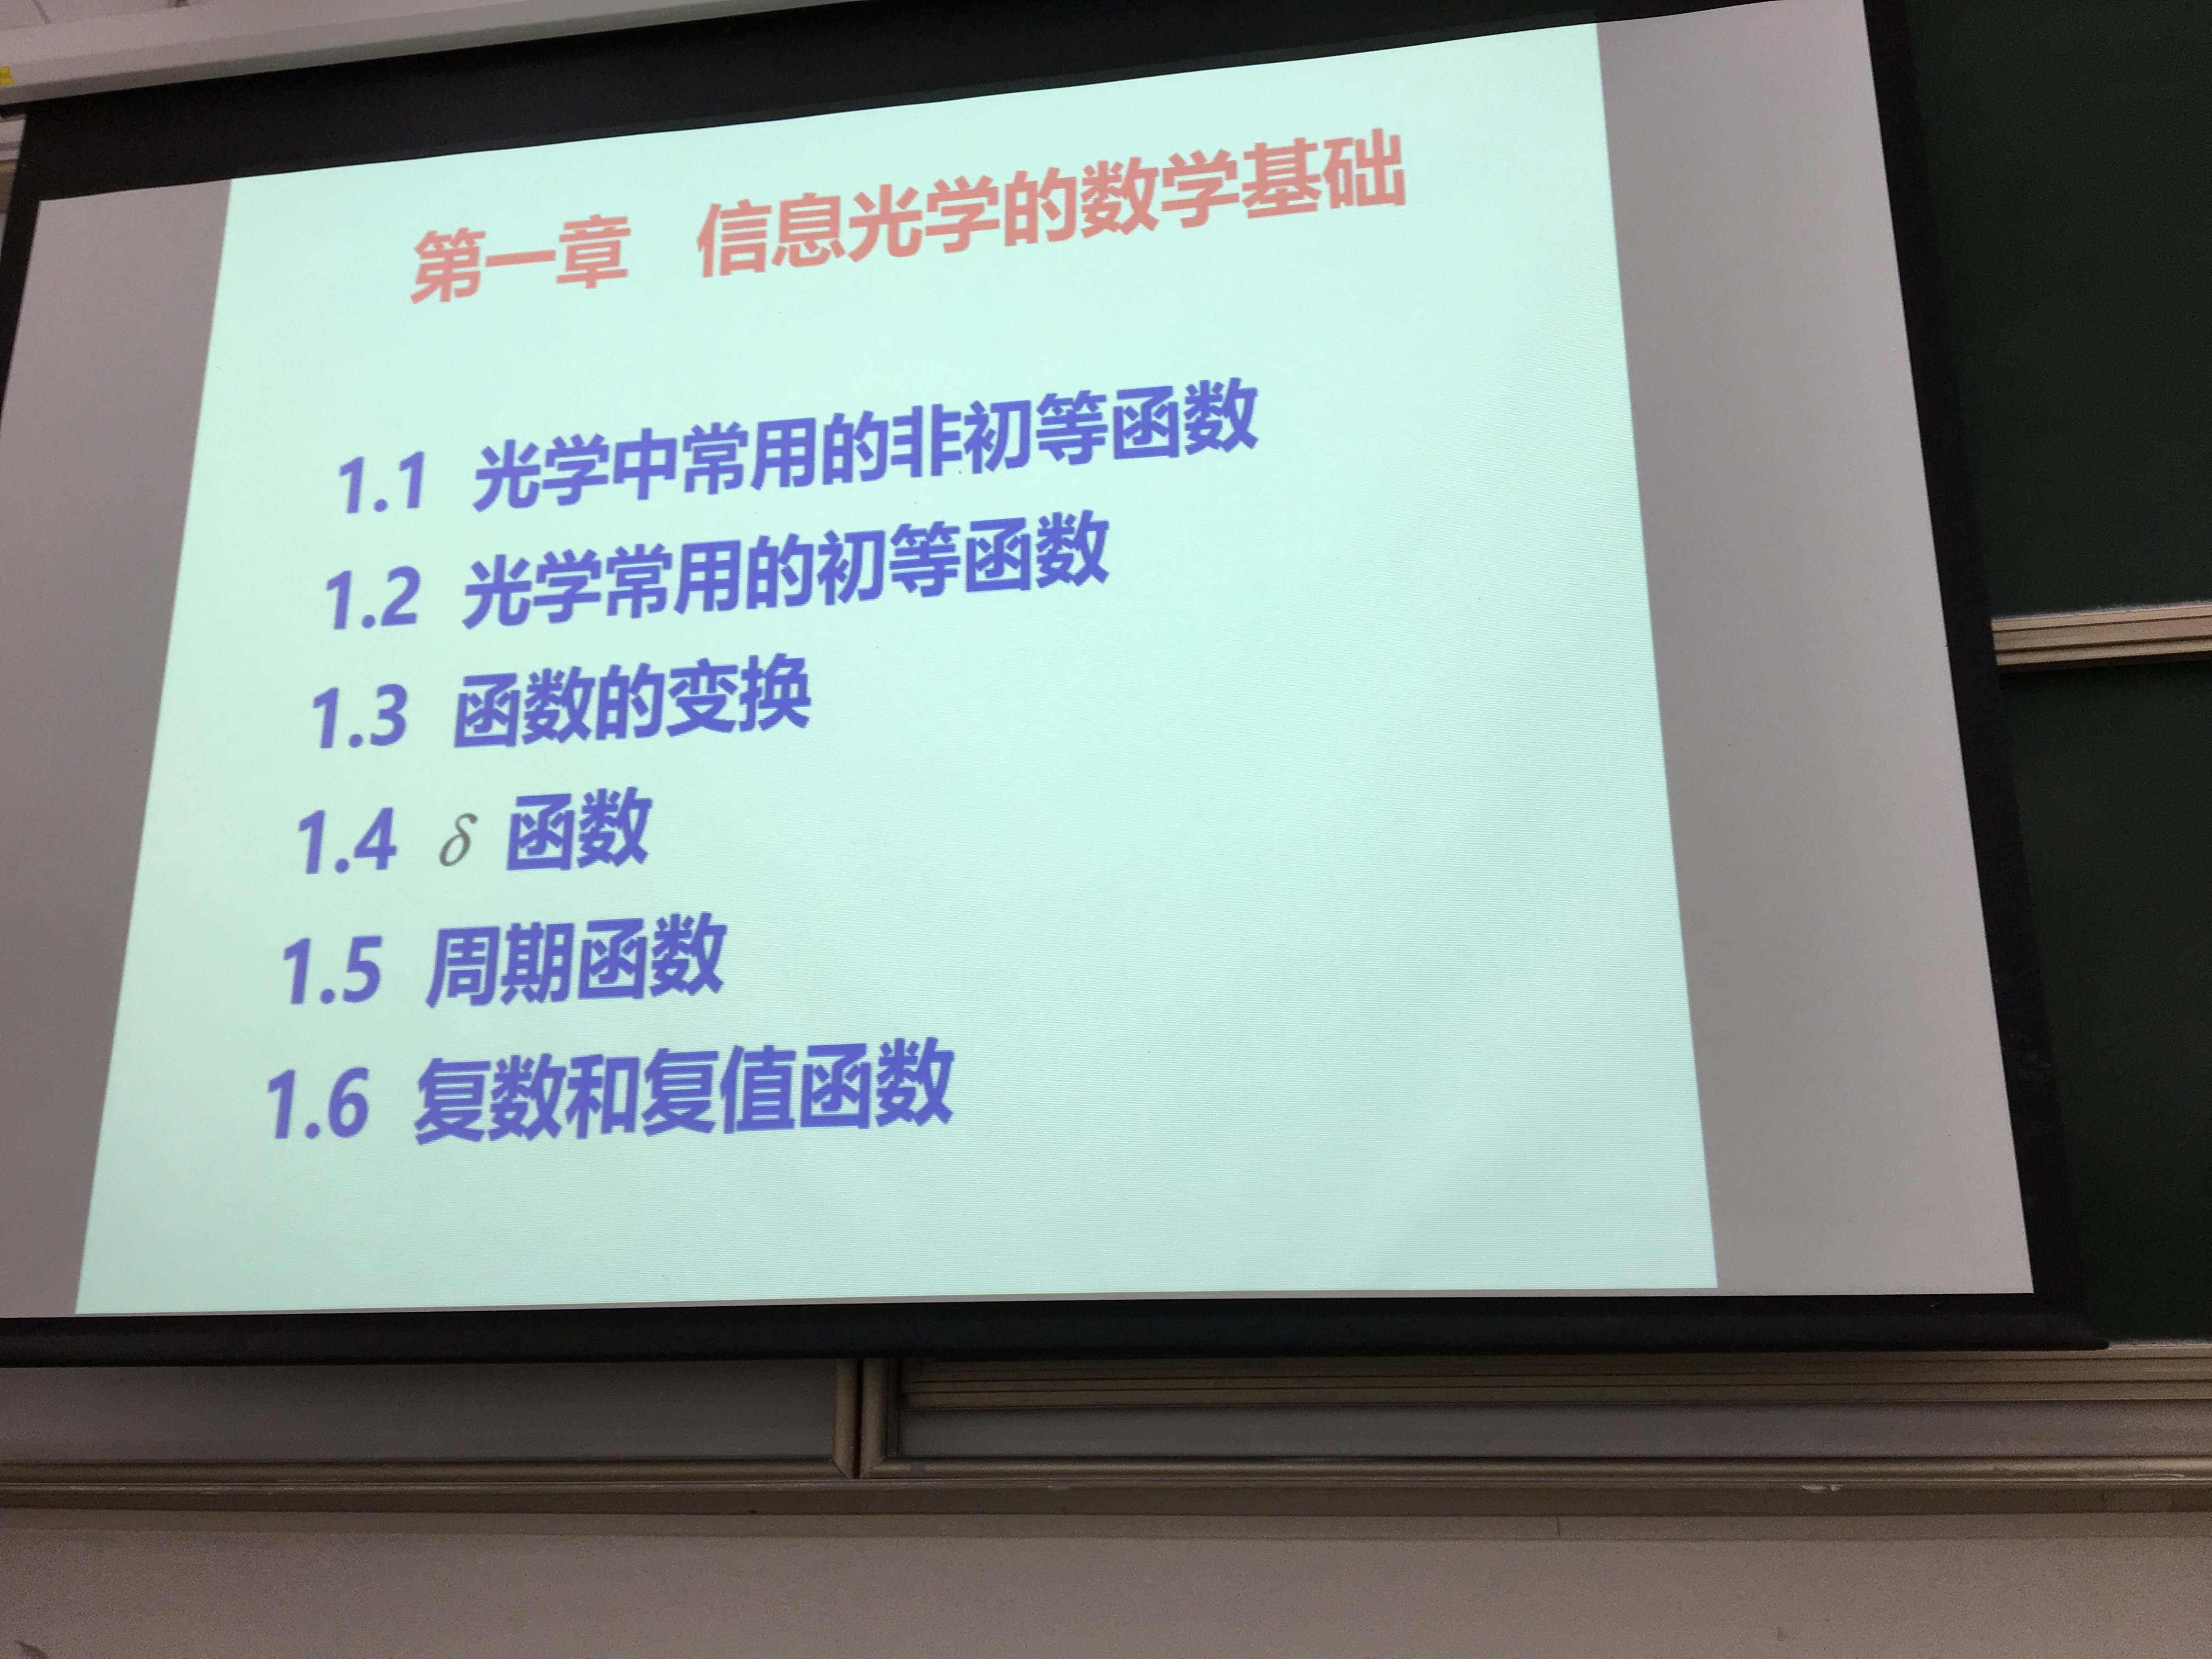 第一章 信息光学的数学基础
1.1 光学中常用的非初等函数
1.2 光学常用的初等函数
1.3 函数的变换
1.4 δ 函数
1.5 周期函数
1.6 复数和复值函数